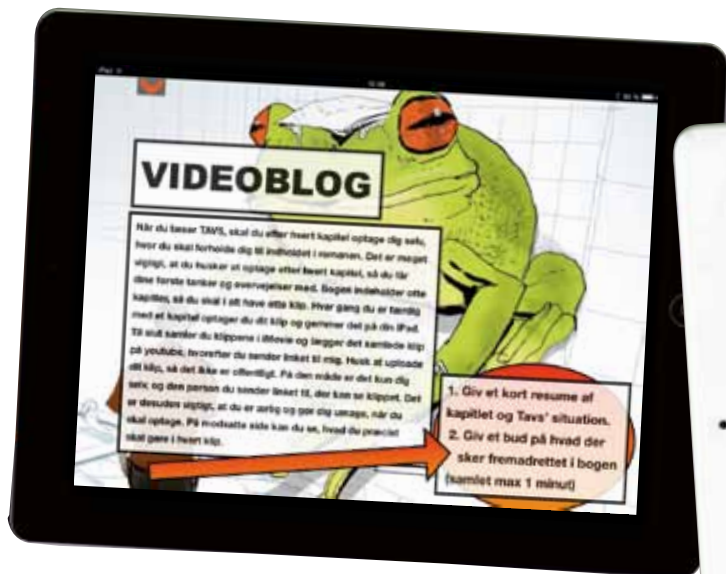 VIDEOBLOG
Når du læser TAVS, skal du efter hvert kapitel optage dig selv,
hvor du skal forholde dig til indholdet i romanen. Det er meget
vigtigt, at du husker at optage efter hvert kapitel, så du får
dine første tanker og overvejelser med. Bogen indeholder otte
kapitler, så du skal i alt have otte klip. Hver gang du er færdig
med et kapitel optager du dit klip og gemmer det på din iPad.
Til slut samler du klippene i iMovie og lægger det samlede klip
på youtube, hvorefter du sender linket til mig. Husk at uploade
dit klip, så det ikke er offentligt. På den måde er det kun dig
selv, og den person du sender linket til, der kan se klippet. Det
er desuden vigtigt, at du er ærlig og gør dig umage, når du
skal optage. På modsatte side kan du se, hvad du præcist
skal gøre i hvert klip.
1. Giv et kort resume af
kapitlet og Tavs' situation.
2. Giv et bud på hvad der
sker fremadrettet i bogen
(samlet max 1 minut)